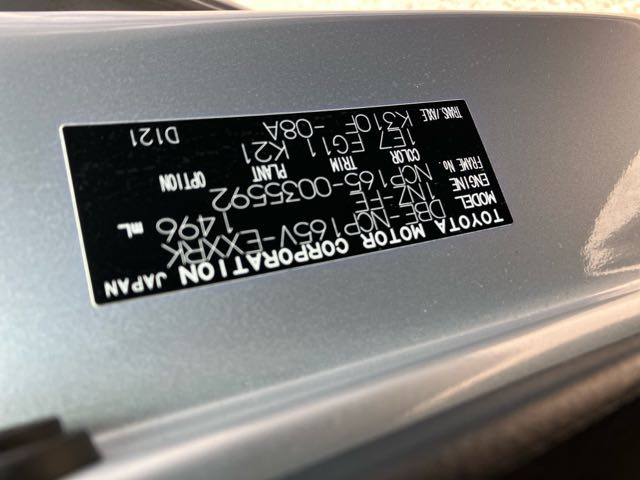 TOYOTA MOTOR CORPORATION JAPAN
MODEL DBE-NCP165V-EXXRK
ENGINE 1NZ-FE 1496 mL
FRAME No. NCP165-0035592
COLOR TRIM PLANT OPTION
1E7 EG11 K21
TRANS./AXLE K310F -08A D121